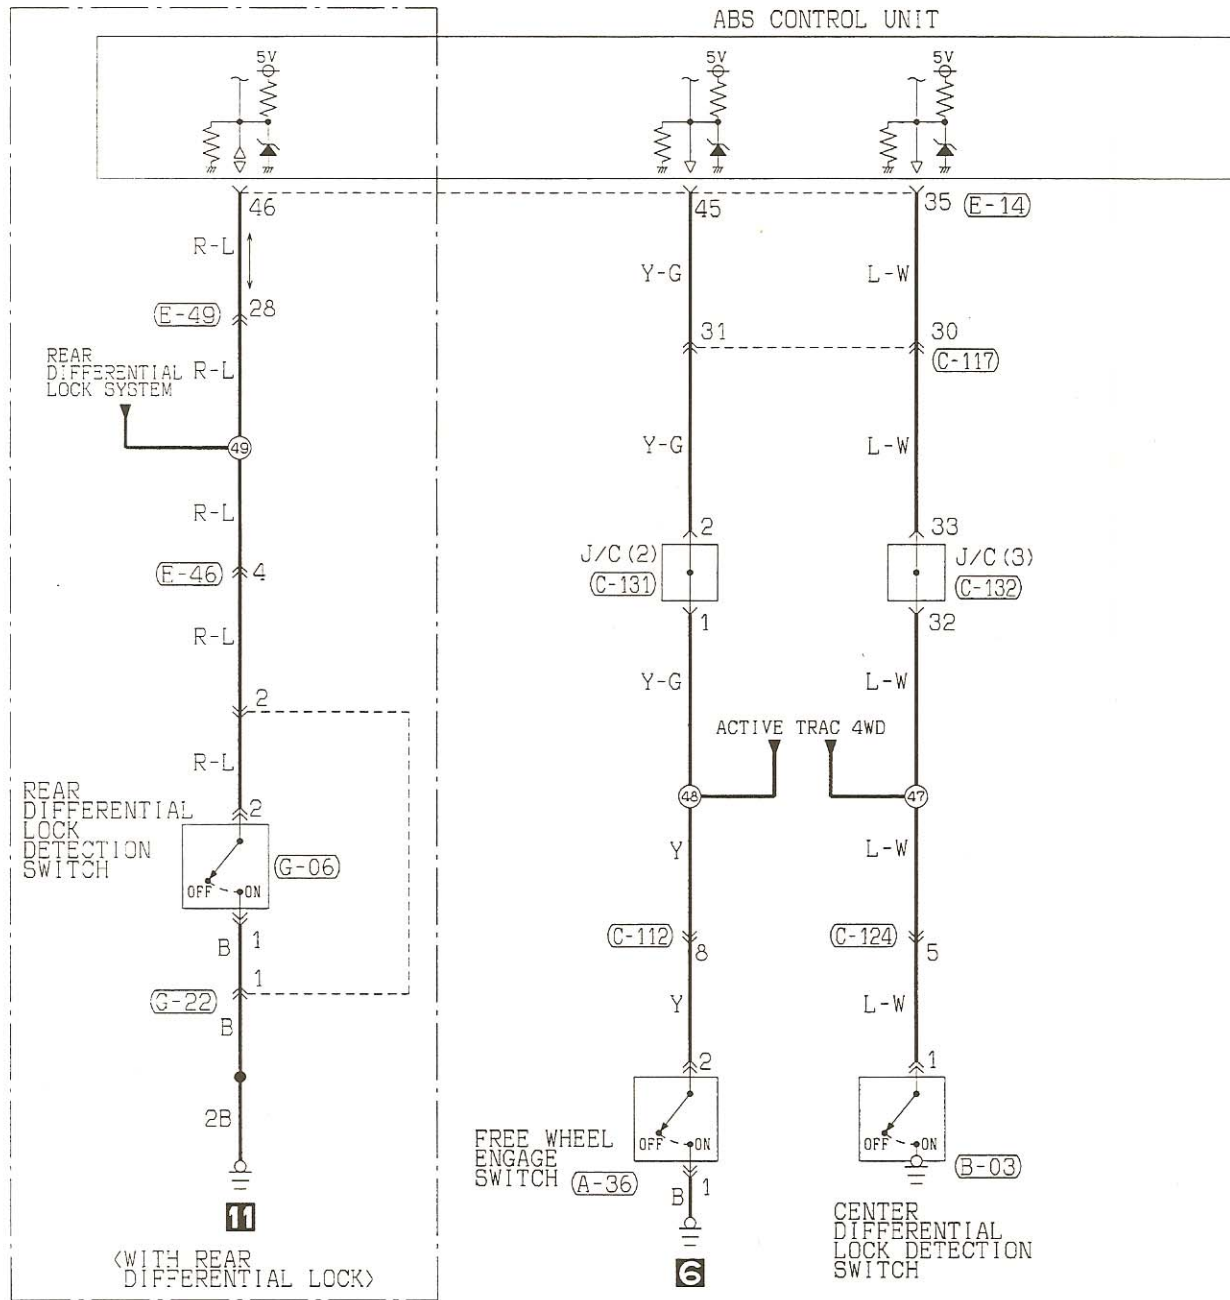 ABS CONTROL UNIT
5V
5V
5V
46
45
35
E-14
R-L
Y-G
L-W
E-49
28
31
30
C-117
REAR
DIFFERENTIAL
LOCK SYSTEM
R-L
49
Y-G
L-W
R-L
2
33
J/C(2)
C-131
J/C(3)
C-132
E-46
4
1
32
R-L
Y-G
L-W
2
ACTIVE TRAC 4WD
R-L
48
47
REAR
DIFFERENTIAL
LOCK
DETECTION
SWITCH
2
OFF
ON
G-06
Y
L-W
B
1
C-112
8
C-124
5
1
G-22
B
Y
L-W
2
1
2B
OFF
ON
OFF
ON
FREE WHEEL
ENGAGE
SWITCH
A-36
B
1
B-03
11
6
CENTER
DIFFERENTIAL
LOCK DETECTION
SWITCH
<WITH REAR
DIFFERENTIAL LOCK>